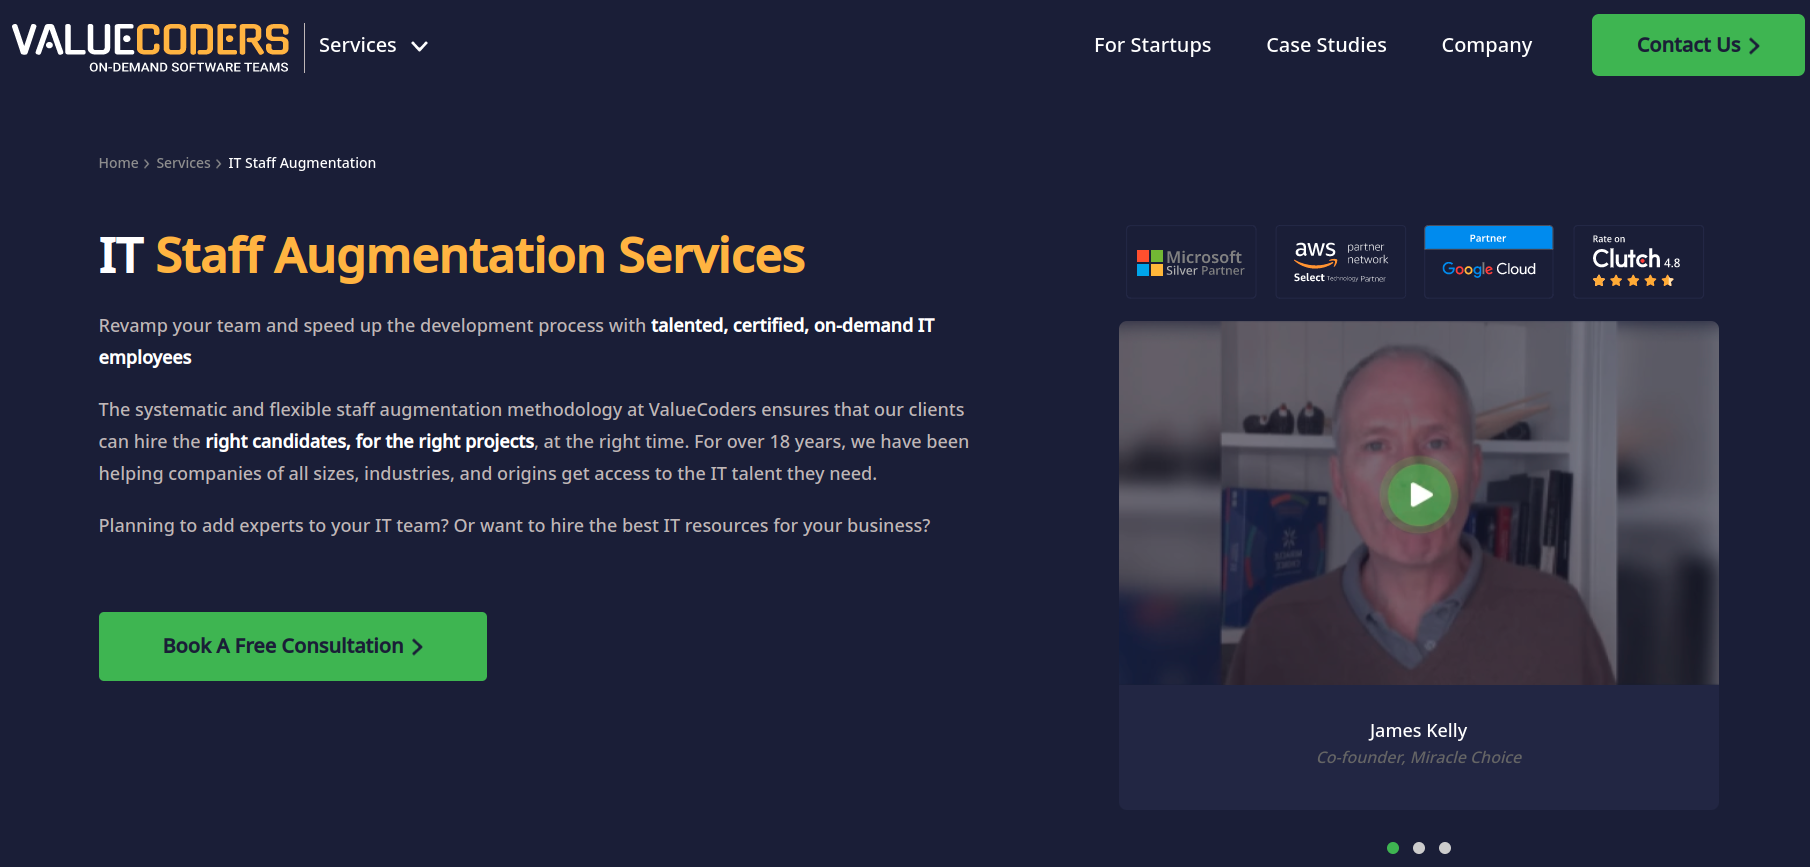 VALUECODERS
ON-DEMAND SOFTWARE TEAMS
Services
For Startups
Case Studies
Company
Contact Us
Home > Services > IT Staff Augmentation
IT Staff Augmentation Services
Revamp your team and speed up the development process with talented, certified, on-demand IT
employees
The systematic and flexible staff augmentation methodology at ValueCoders ensures that our clients
can hire the right candidates, for the right projects, at the right time. For over 18 years, we have been
helping companies of all sizes, industries, and origins get access to the IT talent they need.
Planning to add experts to your IT team? Or want to hire the best IT resources for your business?
Book A Free Consultation
Microsoft
Silver Partner
aws
partner
network
Select Technology Partner
Partner
Google Cloud
Rate on
Clutch 4.8
James Kelly
Co-founder, Miracle Choice